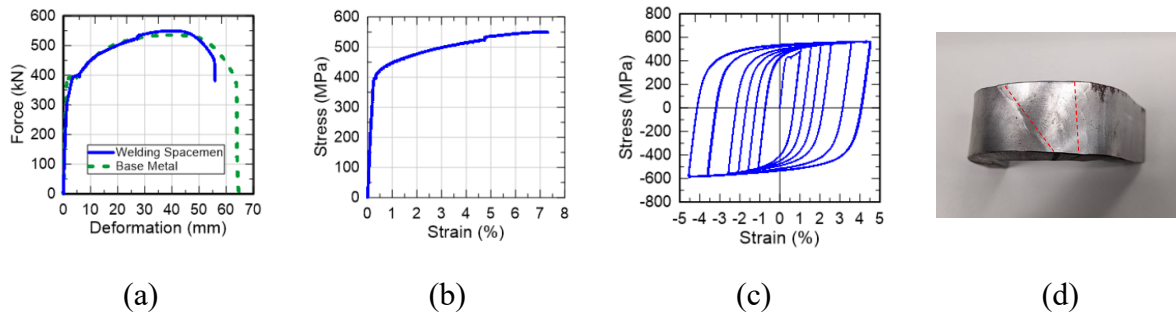 600
500
400
300
200
100
0
Force (kN)
Welding Spacemen
Base Metal
0 10 20 30 40 50 60 70
Deformation (mm)
(a)
600
500
400
300
200
100
0
Stress (MPa)
0 1 2 3 4 5 6 7 8
Strain (%)
(b)
800
600
400
200
0
-200
-400
-600
-800
Stress (MPa)
-5 -4 -3 -2 -1 0 1 2 3 4 5
Strain (%)
(c)
(d)